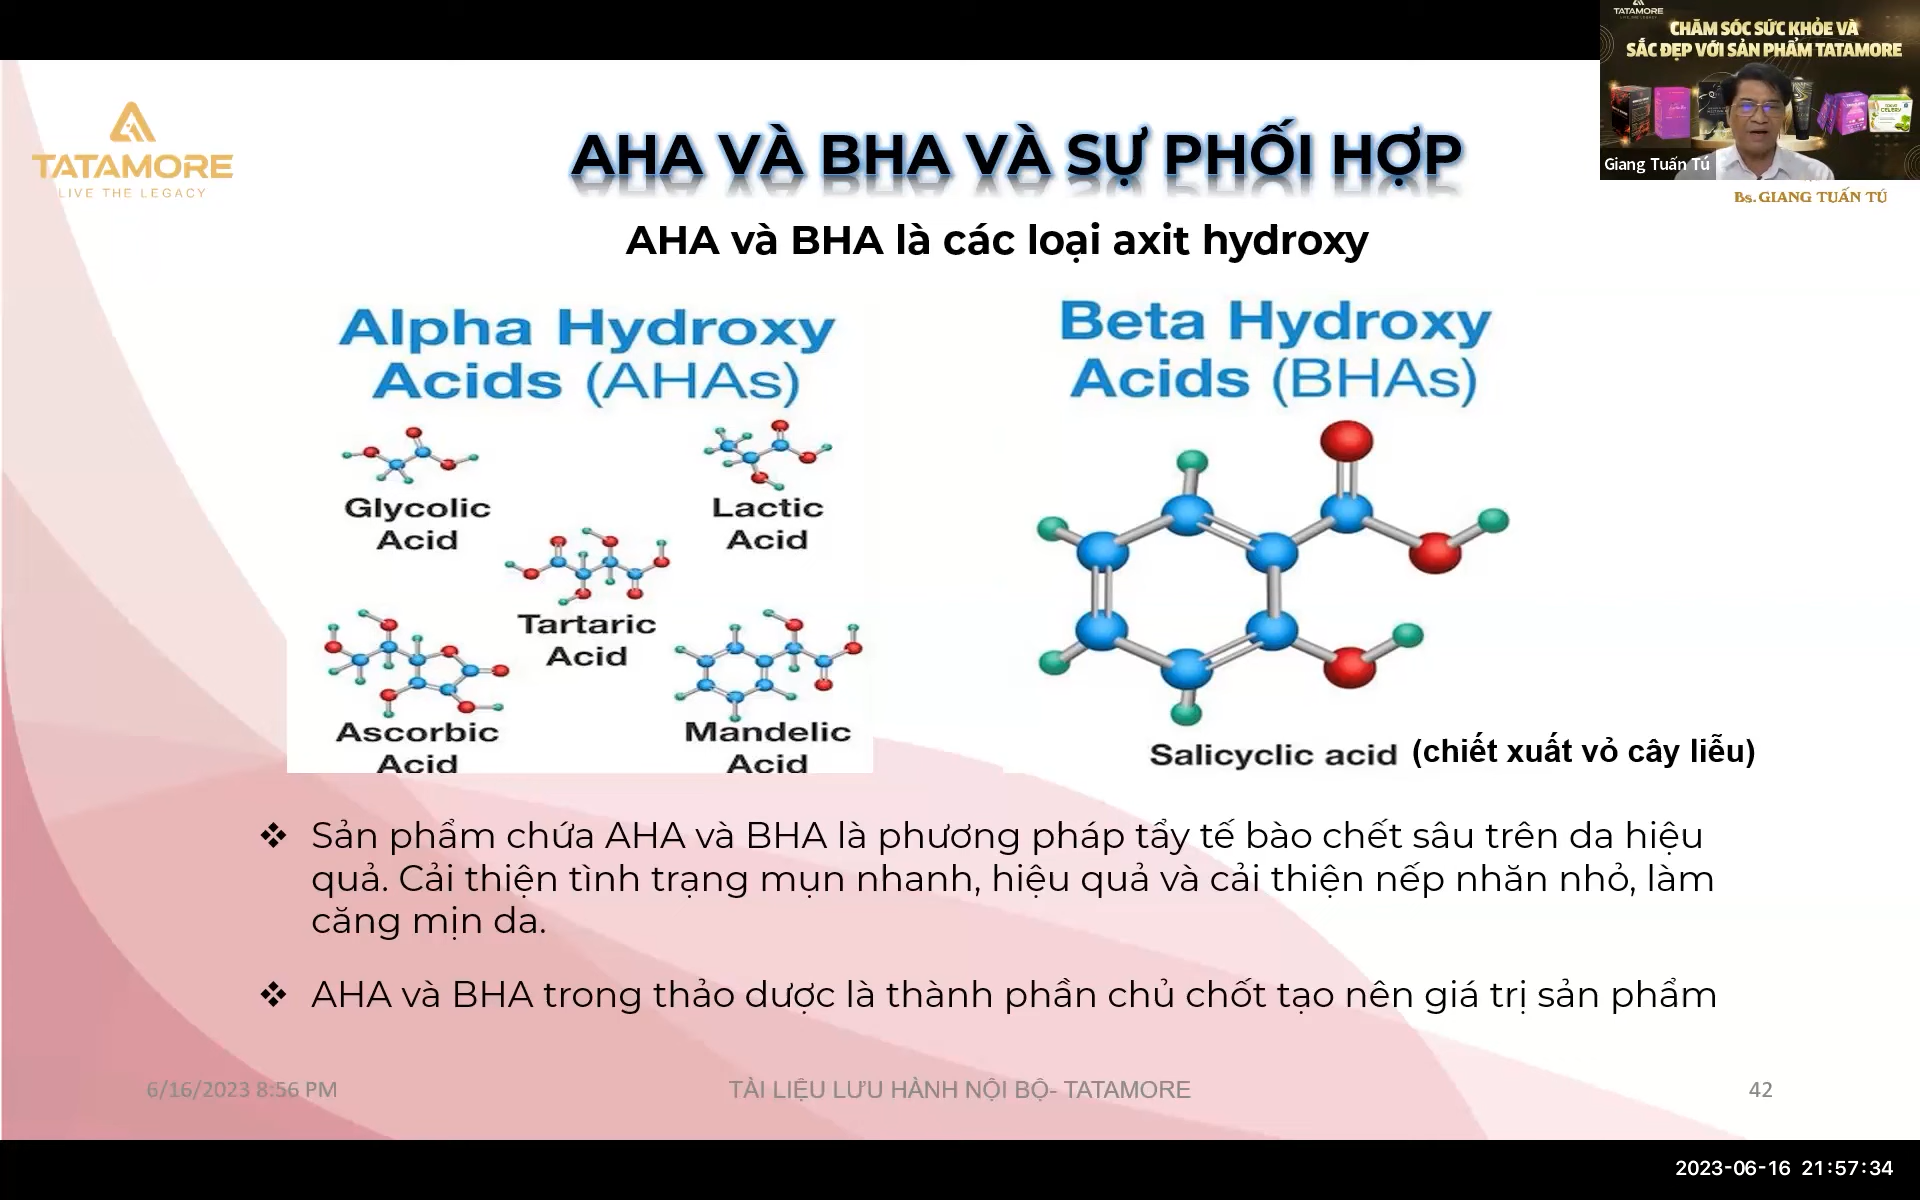 TATAMORE
CHĂM SÓC SỨC KHỎE VÀ
SẮC ĐẸP VỚI SẢN PHẨM TATAMORE
Giang Tuấn Tú
Bs. GIANG TUẤN TÚ
TATAMORE
LIVE THE LEGACY
AHA VÀ BHA VÀ SỰ PHỐI HỢP
AHA và BHA là các loại axit hydroxy
Alpha Hydroxy
Acids (AHAs)
Glycolic
Acid
Lactic
Acid
Tartaric
Acid
Ascorbic
Acid
Mandelic
Acid
Beta Hydroxy
Acids (BHAs)
Salicyclic acid (chiết xuất vỏ cây liễu)
❖ Sản phẩm chứa AHA và BHA là phương pháp tẩy tế bào chết sâu trên da hiệu
quả. Cải thiện tình trạng mụn nhanh, hiệu quả và cải thiện nếp nhăn nhỏ, làm
căng mịn da.
❖ AHA và BHA trong thảo dược là thành phần chủ chốt tạo nên giá trị sản phẩm
6/16/2023 8:56 PM
TÀI LIỆU LƯU HÀNH NỘI BỘ- TATAMORE
42
2023-06-16 21:57:34